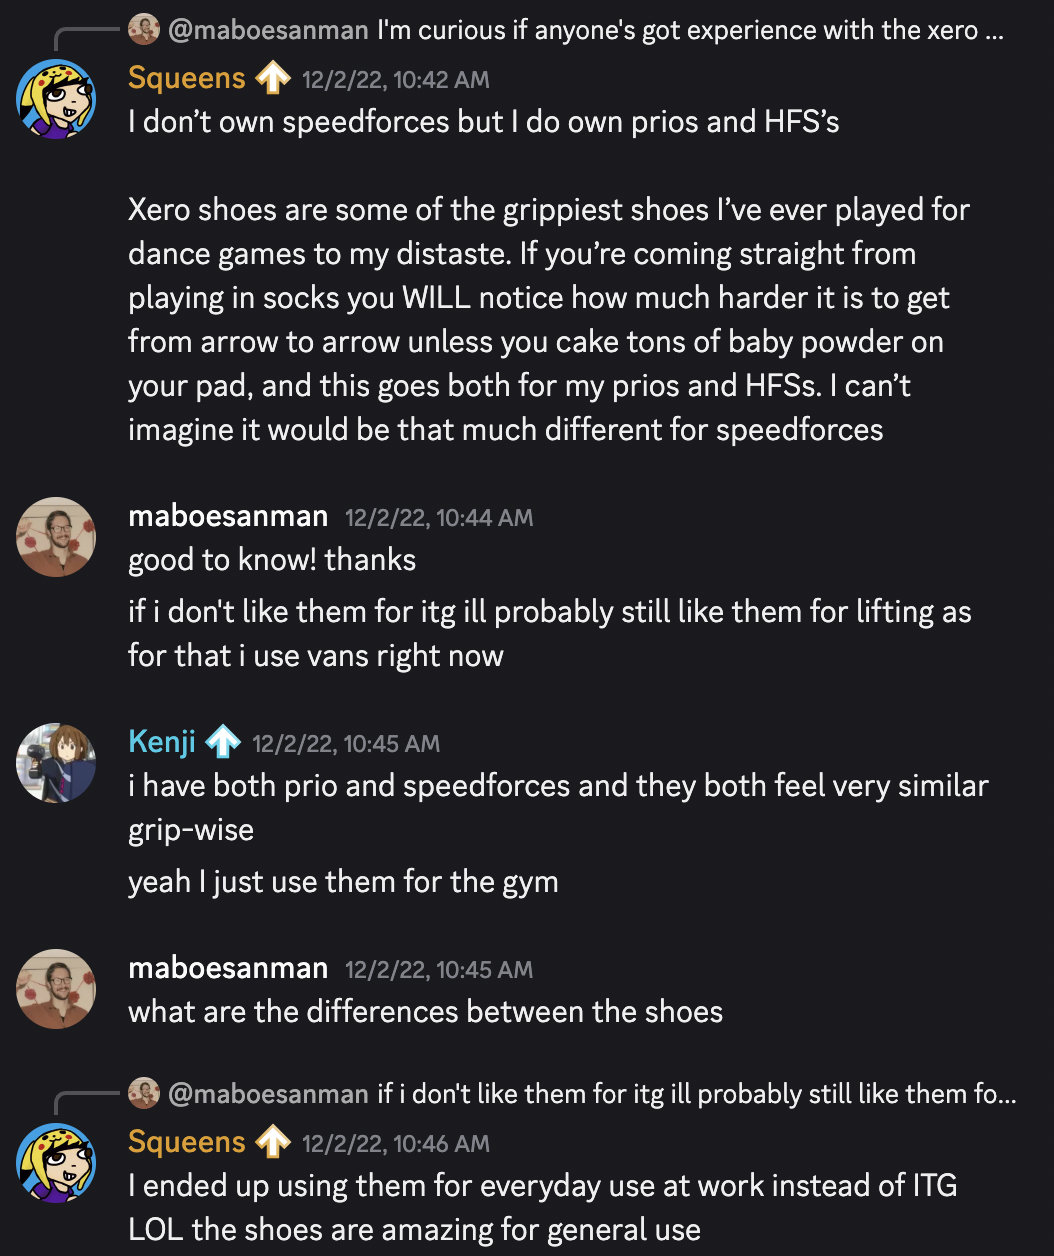 @maboesanman I'm curious if anyone's got experience with the xero ...
Squeens 12/2/22, 10:42 AM
I don’t own speedforces but I do own prios and HFS’s
Xero shoes are some of the grippiest shoes I’ve ever played for
dance games to my distaste. If you’re coming straight from
playing in socks you WILL notice how much harder it is to get
from arrow to arrow unless you cake tons of baby powder on
your pad, and this goes both for my prios and HFSs. I can’t
imagine it would be that much different for speedforces
maboesanman 12/2/22, 10:44 AM
good to know! thanks
if i don't like them for itg ill probably still like them for lifting as
for that i use vans right now
Kenji 12/2/22, 10:45 AM
i have both prio and speedforces and they both feel very similar
grip-wise
yeah I just use them for the gym
maboesanman 12/2/22, 10:45 AM
what are the differences between the shoes
@maboesanman if i don't like them for itg ill probably still like them fo...
Squeens 12/2/22, 10:46 AM
I ended up using them for everyday use at work instead of ITG
LOL the shoes are amazing for general use